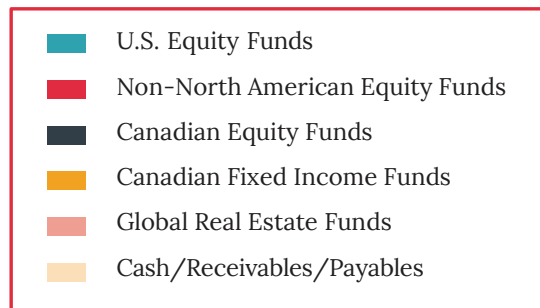 U.S. Equity Funds
Non-North American Equity Funds
Canadian Equity Funds
Canadian Fixed Income Funds
Global Real Estate Funds
Cash/Receivables/Payables